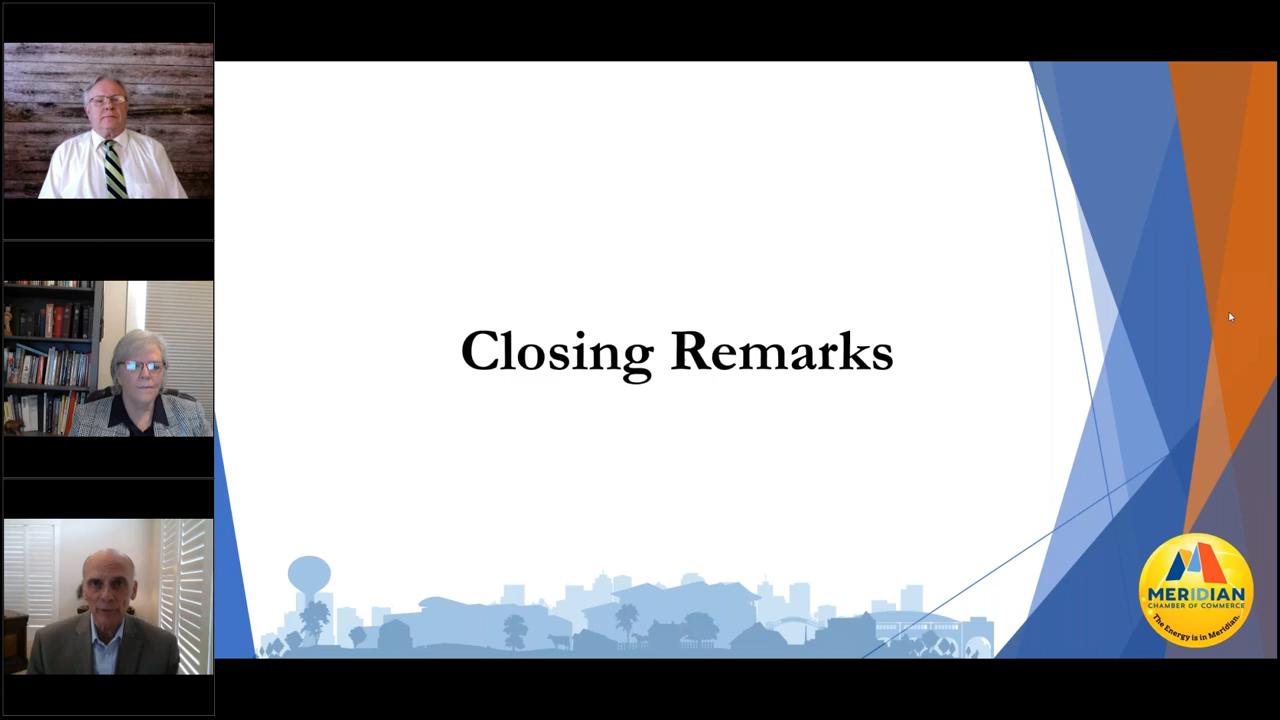 Closing Remarks
MERIDIAN
CHAMBER OF COMMERCE
The Energy is in Meridian.